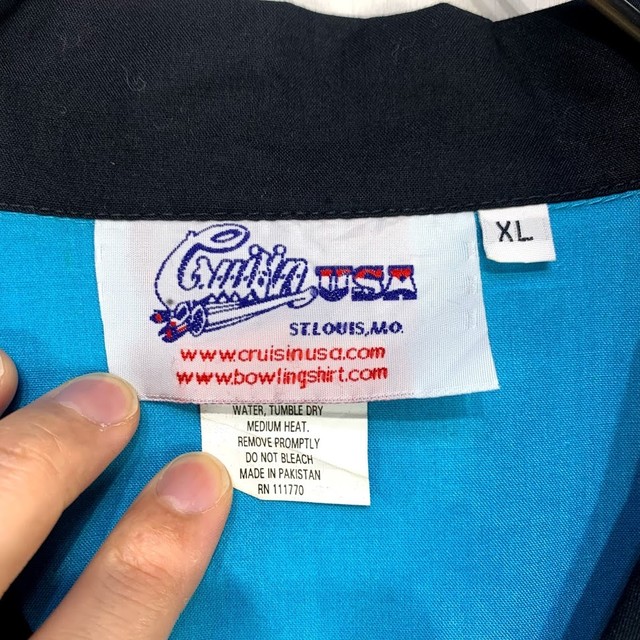 Cruisin USA
ST.LOUIS,MO.
www.cruisinusa.com
www.bowlingshirt.com
XL
WATER, TUMBLE DRY
MEDIUM HEAT.
REMOVE PROMPTLY
DO NOT BLEACH
MADE IN PAKISTAN
RN 111770